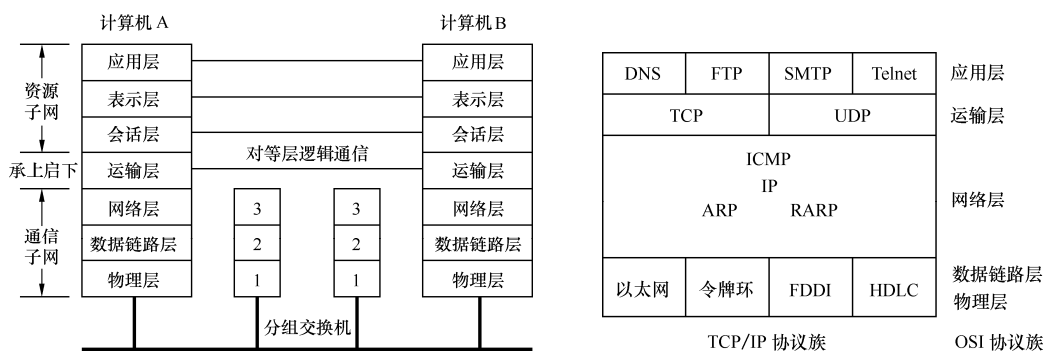 计算机A
计算机B
资源
子网
承上启下
通信
子网
应用层
表示层
会话层
运输层
网络层
数据链路层
物理层
对等层逻辑通信
3
2
1
3
2
1
分组交换机
应用层
表示层
会话层
运输层
网络层
数据链路层
物理层
DNS FTP SMTP Telnet 应用层
TCP UDP 运输层
ICMP
IP
ARP RARP
网络层
以太网 令牌环 FDDI HDLC
数据链路层
物理层
TCP/IP 协议族 OSI 协议族